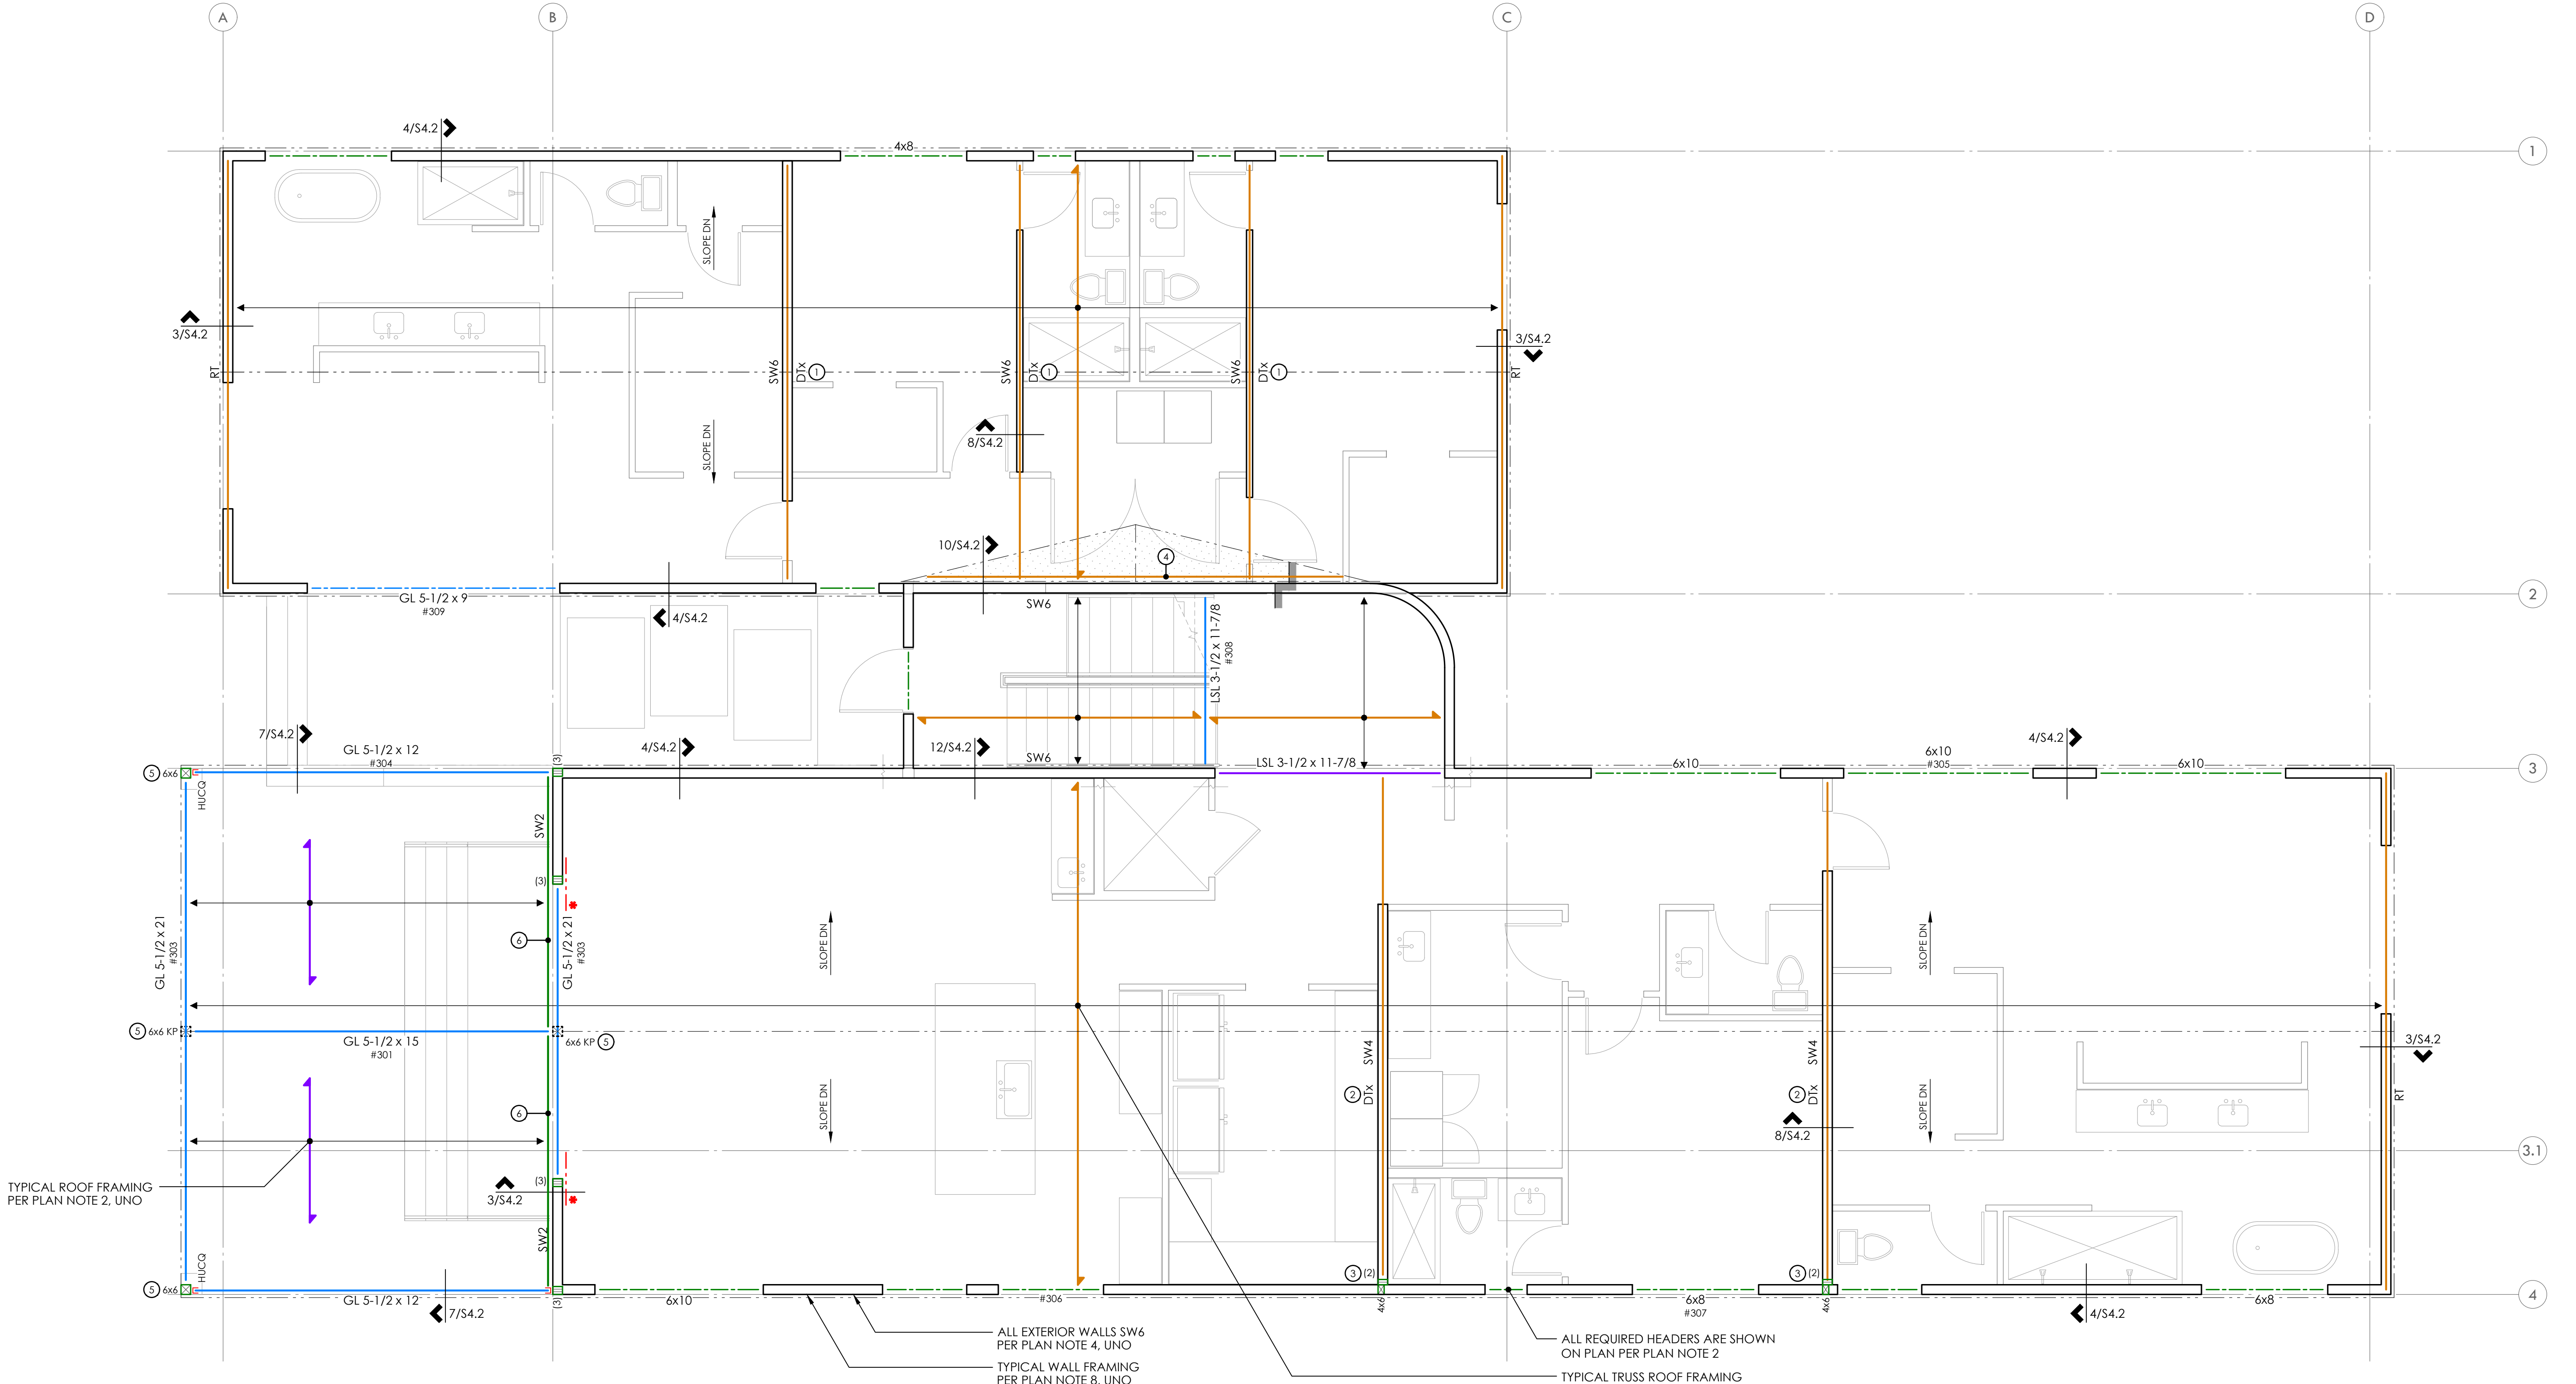 A
B
C
D
4/S4.2
4x8
1
SLOPE DN
3/S4.2
3/S4.2
RT
SW6
DTx
1
SW6
DTx
1
SW6
DTx
1
RT
SLOPE DN
8/S4.2
10/S4.2
4
GL 5-1/2 x 9
#309
4/S4.2
SW6
LSL 3-1/2 x 11-7/8
#308
2
7/S4.2
GL 5-1/2 x 12
#304
(3)
4/S4.2
12/S4.2
SW6
LSL 3-1/2 x 11-7/8
6x10
6x10
#305
4/S4.2
6x10
3
5
6x6
HUCQ
SW2
(3)
*
GL 5-1/2 x 21
#303
6
GL 5-1/2 x 21
#303
SLOPE DN
SLOPE DN
5
6x6 KP
GL 5-1/2 x 15
#301
6x6 KP
5
SW4
SW4
3/S4.2
2
DTx
2
DTx
RT
6
SLOPE DN
SLOPE DN
8/S4.2
3.1
TYPICAL ROOF FRAMING
PER PLAN NOTE 2, UNO
(3)
3/S4.2
*
SW2
HUCQ
3
(2)
3
(2)
5
6x6
GL 5-1/2 x 12
(3)
7/S4.2
6x10
#306
4x6
6x8
#307
4x6
4/S4.2
6x8
4
ALL EXTERIOR WALLS SW6
PER PLAN NOTE 4, UNO
TYPICAL WALL FRAMING
PER PLAN NOTE 8, UNO
ALL REQUIRED HEADERS ARE SHOWN
ON PLAN PER PLAN NOTE 2
TYPICAL TRUSS ROOF FRAMING